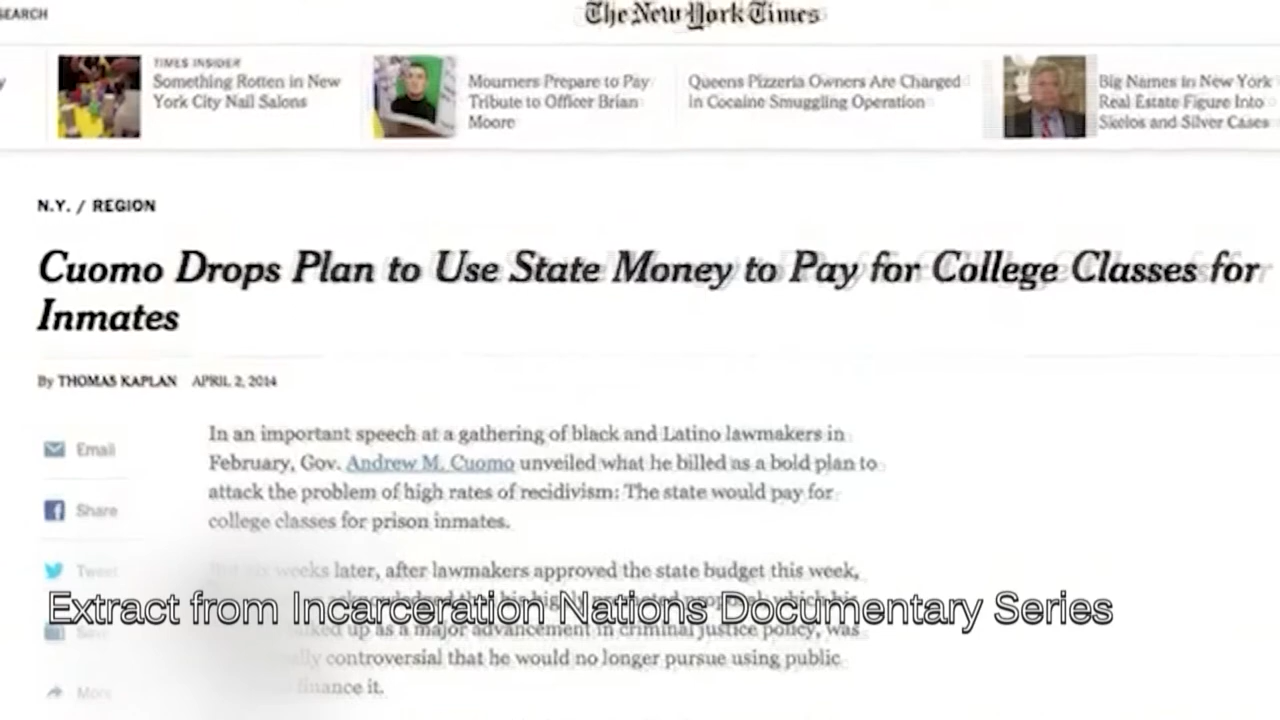 SEARCH
The New York Times
TIMES INSIDER
Something Rotten in New
York City Nail Salons
Mourners Prepare to Pay
Tribute to Officer Brian
Moore
Queens Pizzeria Owners Are Charged
in Cocaine Smuggling Operation
Big Names in New York
Real Estate Figure Into
Skelos and Silver Cases
N.Y. / REGION
Cuomo Drops Plan to Use State Money to Pay for College Classes for
Inmates
By THOMAS KAPLAN APRIL 2, 2014
Email
Share
Tweet
Save
More
In an important speech at a gathering of black and Latino lawmakers in
February, Gov. Andrew M. Cuomo unveiled what he billed as a bold plan to
attack the problem of high rates of recidivism: The state would pay for
college classes for prison inmates.
weeks later, after lawmakers approved the state budget this week,
Extract from Incarceration Nations Documentary Series
up as a major advancement in criminal justice policy, was
controversial that he would no longer pursue using public
finance it.